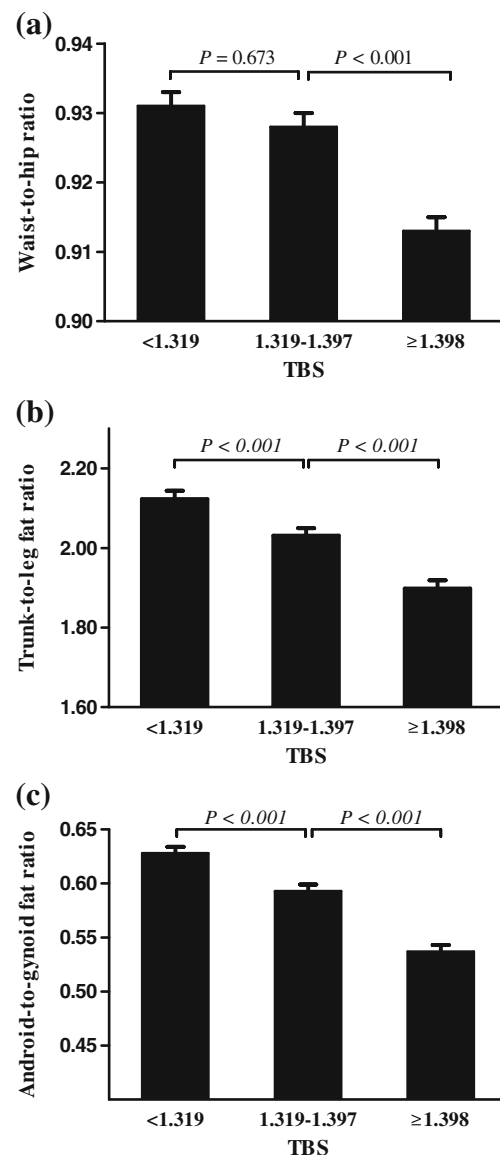 (a)
0.94
P = 0.673
P < 0.001
0.93
0.92
0.91
0.90
Waist-to-hip ratio
<1.319
1.319-1.397
≥1.398
TBS
(b)
P < 0.001
P < 0.001
2.20
2.00
1.80
1.60
Trunk-to-leg fat ratio
<1.319
1.319-1.397
≥1.398
TBS
(c)
P < 0.001
P < 0.001
0.65
0.60
0.55
0.50
0.45
Android-to-gynoid fat ratio
<1.319
1.319-1.397
≥1.398
TBS